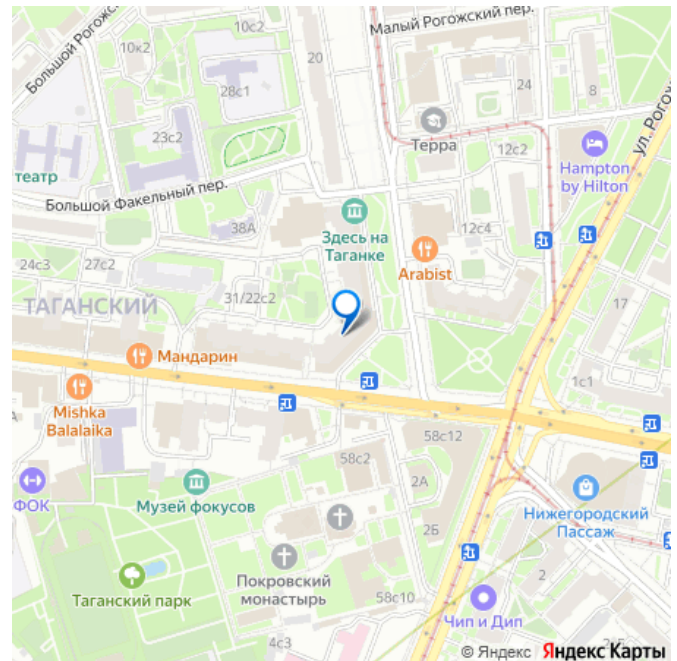 Малый Рогожский пер.
Большой Рогожск
10к2
10с2
20
28с1
24
8
ул. Рогож
23с2
Терра
12с2
Hampton
by Hilton
театр
Большой Факельный пер.
38А
Здесь на
Таганке
12с4
Arabist
24с3
27с2
31/22с2
ТАГАНСКИЙ
17
Мандарин
1с1
Mishka
Balalaika
А
58с12
58с2
2А
ФОК
Музей фокусов
2Б
Нижегородский
Пассаж
Покровский
монастырь
Таганский парк
58с10
2
Чип и Дип
4с3
© Яндекс Яндекс Карты